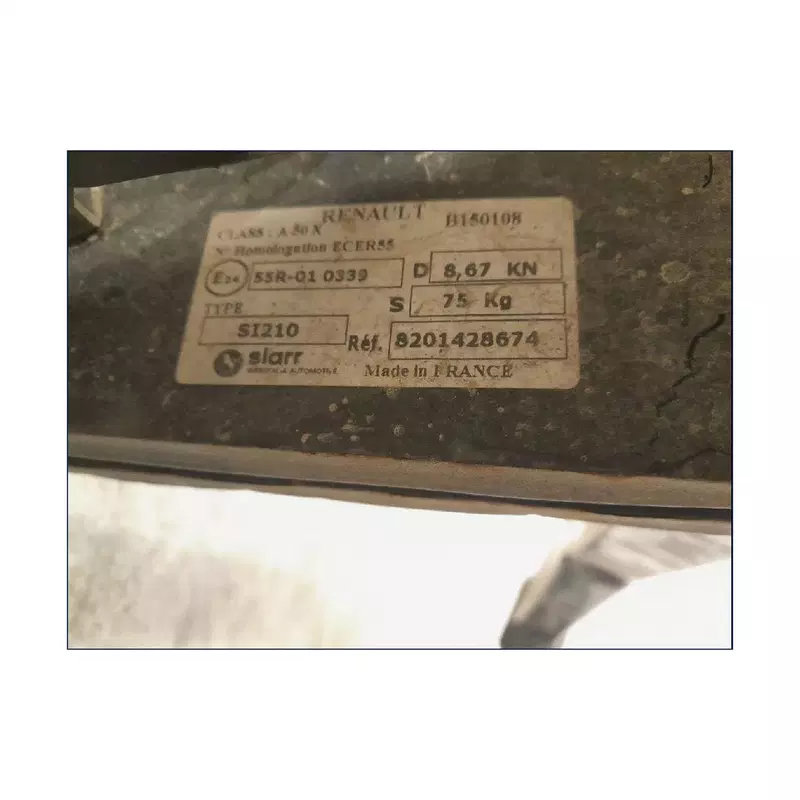 RENAULT B150108
CLASS : A 50 X
N° Homologation ECER55
E24 55R-01 0339 D 8,67 KN
TYPE S 75 Kg
SI210 Réf. 8201428674
siarr
Made in FRANCE